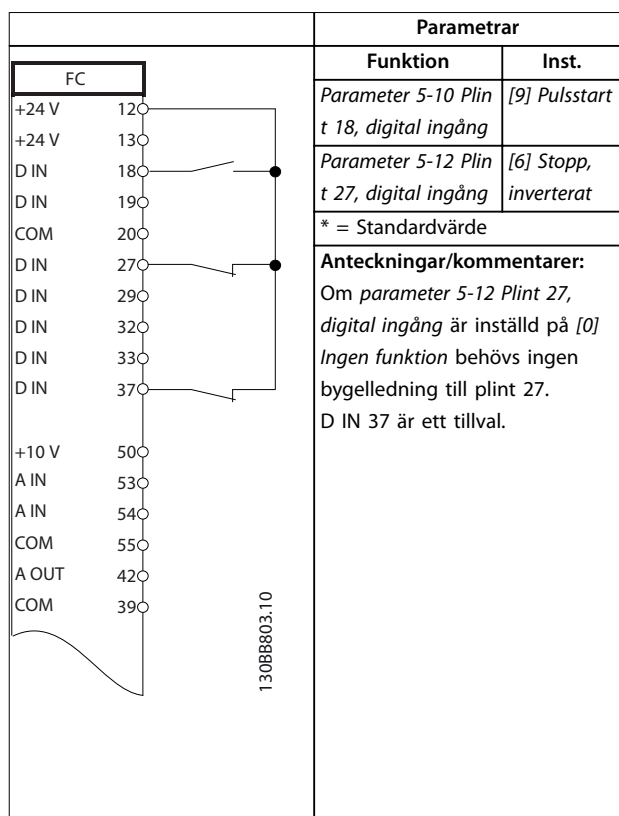 Parametrar
Funktion Inst.
FC
+24 V 12
+24 V 13
D IN 18
D IN 19
COM 20
D IN 27
D IN 29
D IN 32
D IN 33
D IN 37
+10 V 50
A IN 53
A IN 54
COM 55
A OUT 42
COM 39
130BB803.10
Parameter 5-10 Plin [9] Pulsstart
t 18, digital ingång
Parameter 5-12 Plin [6] Stopp,
t 27, digital ingång inverterat
* = Standardvärde
Anteckningar/kommentarer:
Om parameter 5-12 Plint 27,
digital ingång är inställd på [0]
Ingen funktion behövs ingen
bygelledning till plint 27.
D IN 37 är ett tillval.